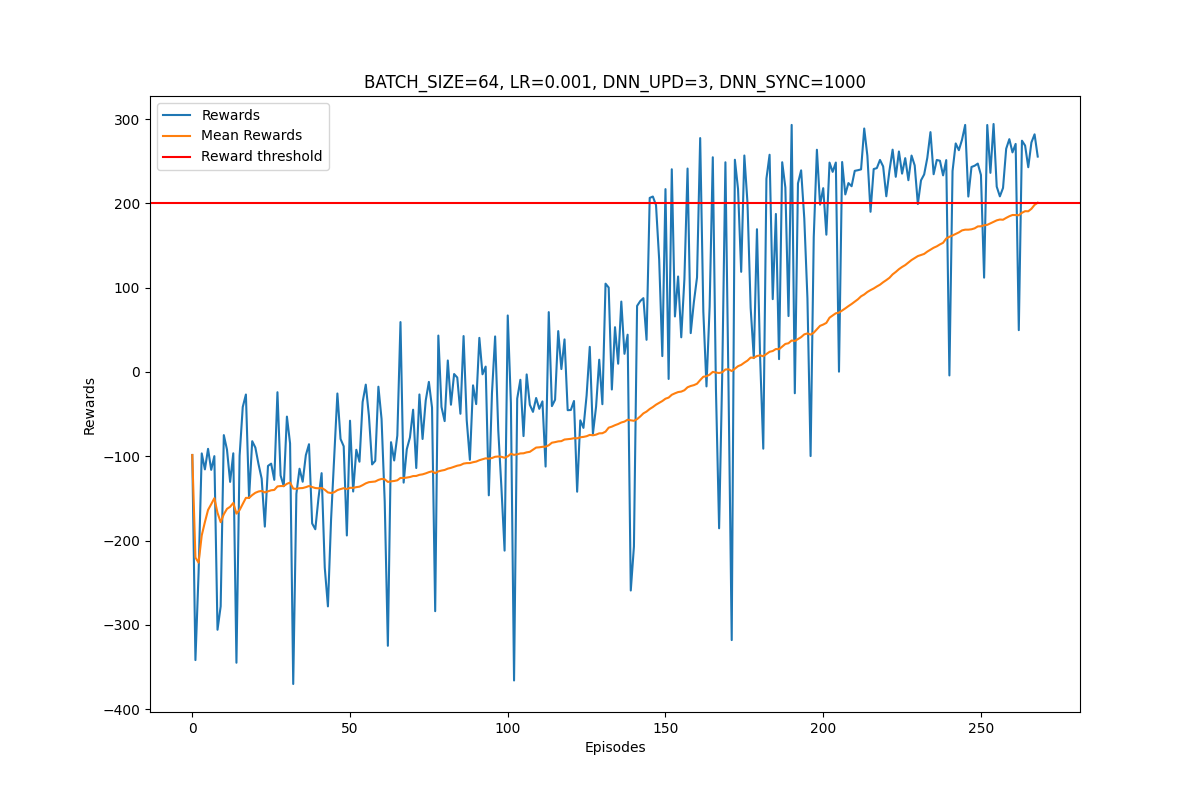 BATCH_SIZE=64, LR=0.001, DNN_UPD=3, DNN_SYNC=1000
Rewards
Mean Rewards
Reward threshold
300
200
100
0
−100
−200
−300
−400
Rewards
0
50
100
150
200
250
Episodes